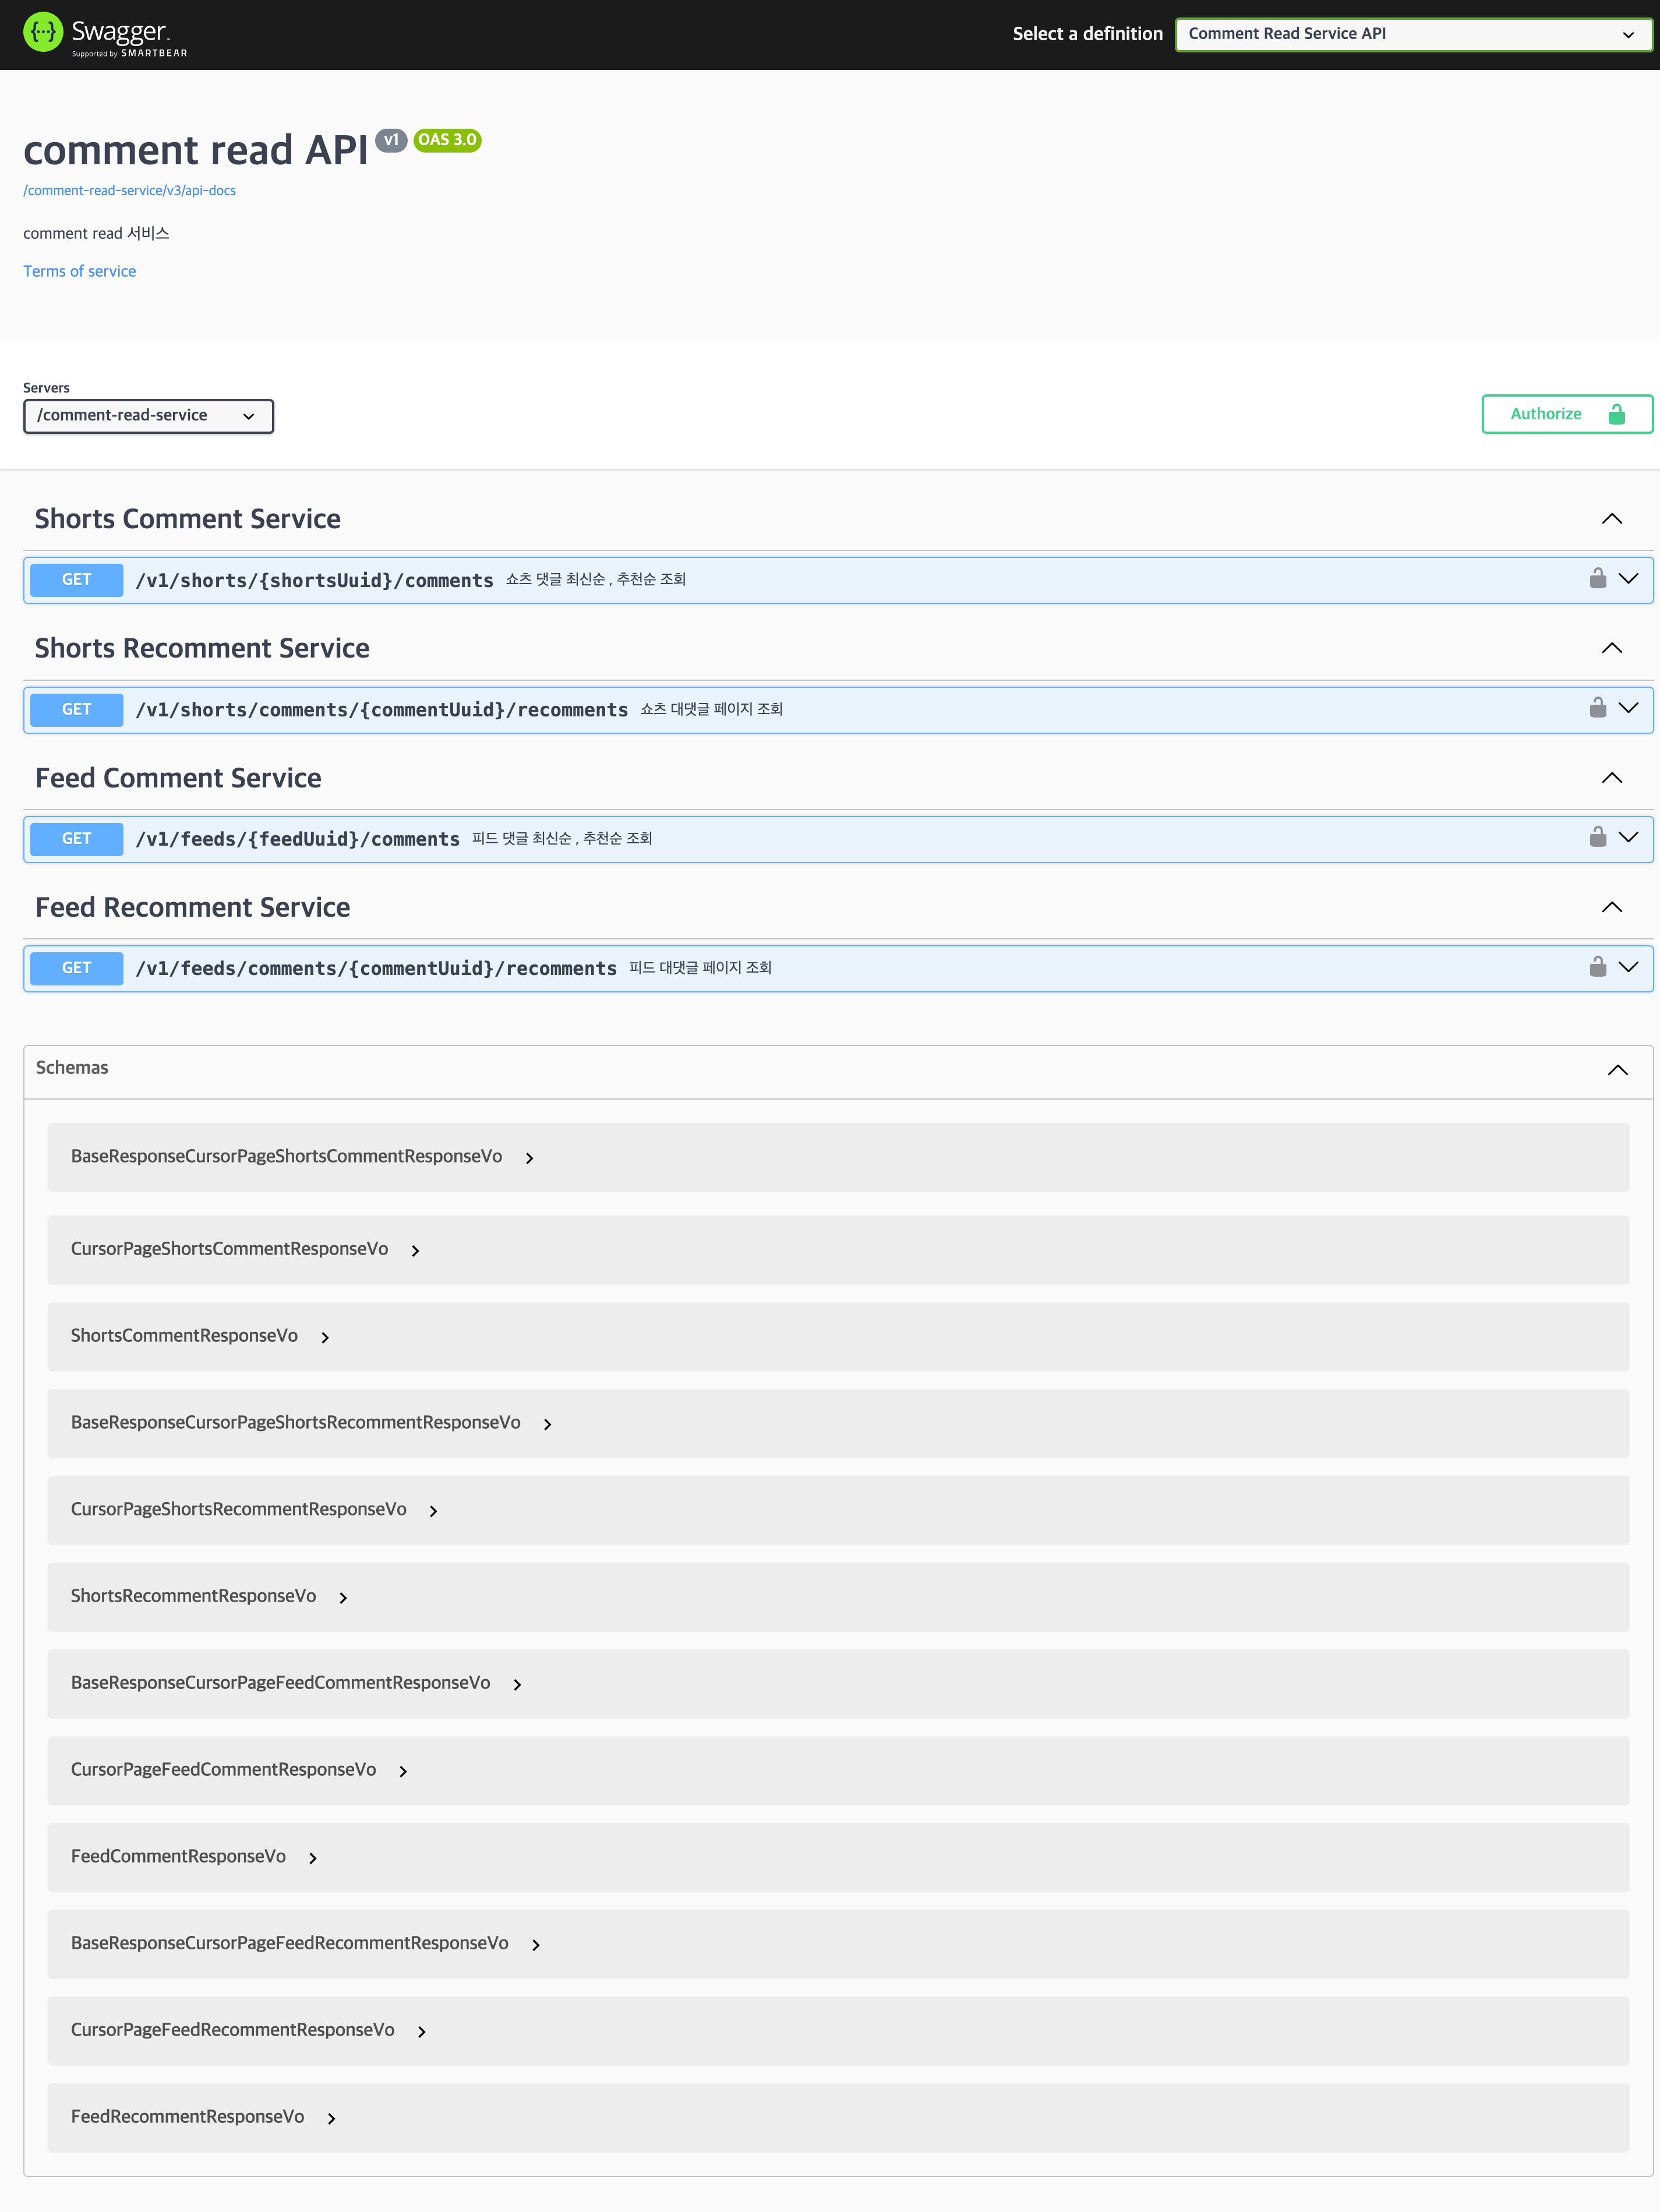 Swagger
Supported by SMARTBEAR
Select a definition
Comment Read Service API
comment read API v1 OAS 3.0
/comment-read-service/v3/api-docs
comment read 서비스
Terms of service
Servers
/comment-read-service
Authorize
Shorts Comment Service
GET /v1/shorts/{shortsUuid}/comments 쇼츠 댓글 최신순 , 추천순 조회
Shorts Recomment Service
GET /v1/shorts/comments/{commentUuid}/recomments 쇼츠 대댓글 페이지 조회
Feed Comment Service
GET /v1/feeds/{feedUuid}/comments 피드 댓글 최신순 , 추천순 조회
Feed Recomment Service
GET /v1/feeds/comments/{commentUuid}/recomments 피드 대댓글 페이지 조회
Schemas
BaseResponseCursorPageShortsCommentResponseVo
CursorPageShortsCommentResponseVo
ShortsCommentResponseVo
BaseResponseCursorPageShortsRecommentResponseVo
CursorPageShortsRecommentResponseVo
ShortsRecommentResponseVo
BaseResponseCursorPageFeedCommentResponseVo
CursorPageFeedCommentResponseVo
FeedCommentResponseVo
BaseResponseCursorPageFeedRecommentResponseVo
CursorPageFeedRecommentResponseVo
FeedRecommentResponseVo